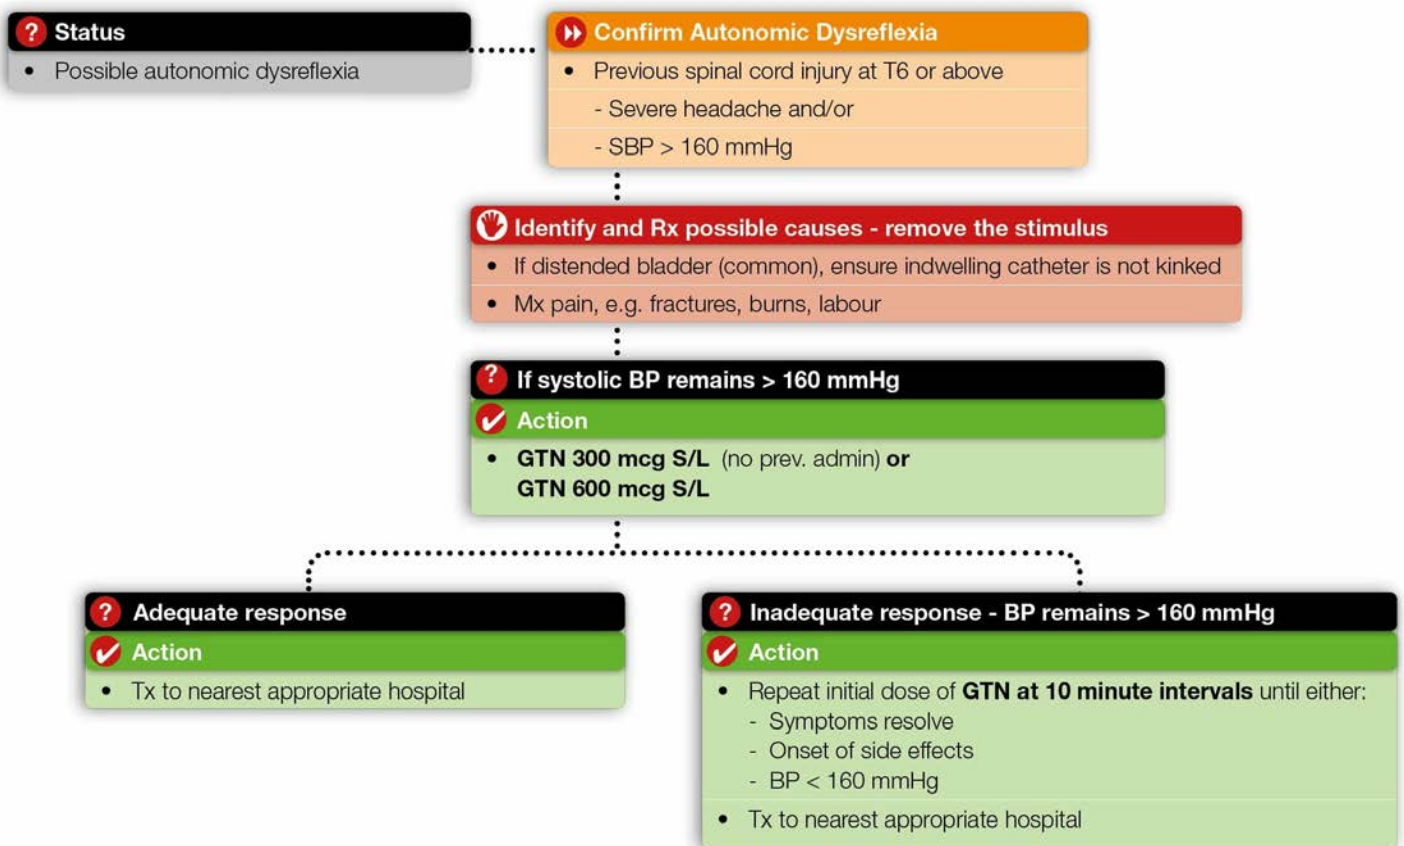 ? Status
• Possible autonomic dysreflexia
Confirm Autonomic Dysreflexia
• Previous spinal cord injury at T6 or above
- Severe headache and/or
- SBP > 160 mmHg
Identify and Rx possible causes - remove the stimulus
• If distended bladder (common), ensure indwelling catheter is not kinked
• Mx pain, e.g. fractures, burns, labour
? If systolic BP remains > 160 mmHg
✔ Action
• GTN 300 mcg S/L (no prev. admin) or
GTN 600 mcg S/L
? Adequate response
✔ Action
• Tx to nearest appropriate hospital
? Inadequate response - BP remains > 160 mmHg
✔ Action
• Repeat initial dose of GTN at 10 minute intervals until either:
- Symptoms resolve
- Onset of side effects
- BP < 160 mmHg
• Tx to nearest appropriate hospital